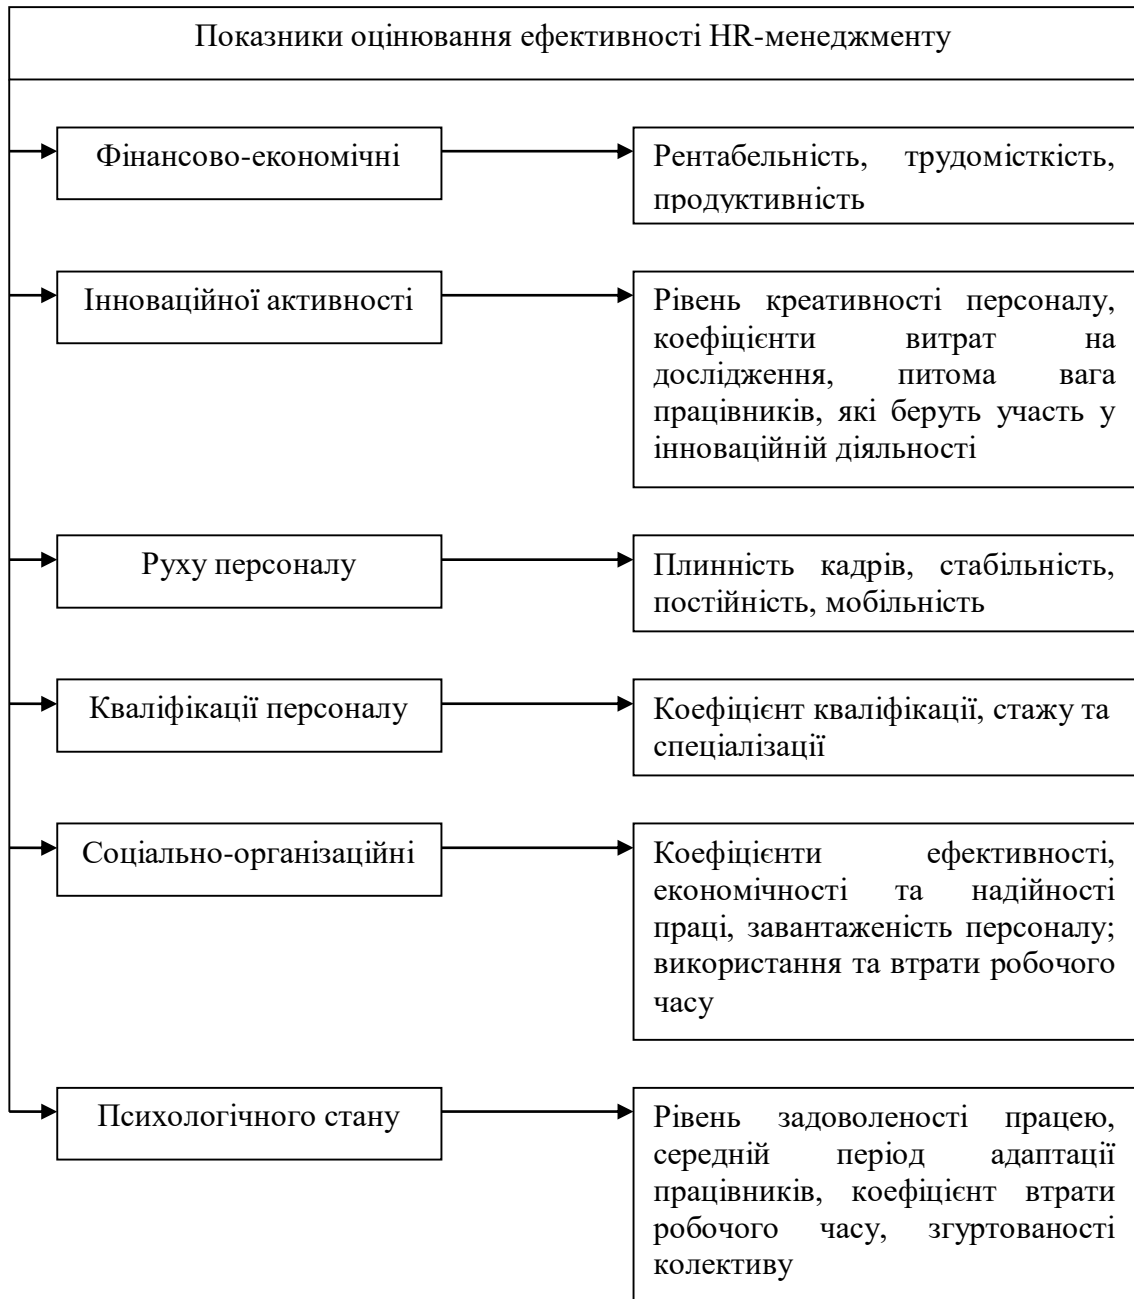 Показники оцінювання ефективності HR-менеджменту
Фінансово-економічні
Рентабельність, трудомісткість,
продуктивність
Інноваційної активності
Рівень креативності персоналу,
коефіцієнти витрат на
дослідження, питома вага
працівників, які беруть участь у
інноваційній діяльності
Руху персоналу
Плинність кадрів, стабільність,
постійність, мобільність
Кваліфікації персоналу
Коефіцієнт кваліфікації, стажу та
спеціалізації
Соціально-організаційні
Коефіцієнти ефективності,
економічності та надійності
праці, завантаженість персоналу;
використання та втрати робочого
часу
Психологічного стану
Рівень задоволеності працею,
середній період адаптації
працівників, коефіцієнт втрати
робочого часу, згуртованості
колективу